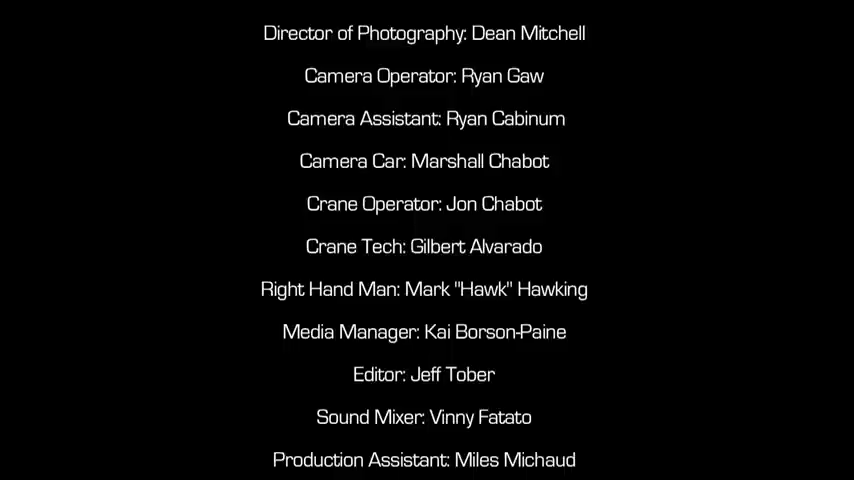 Director of Photography: Dean Mitchell
Camera Operator: Ryan Gaw
Camera Assistant: Ryan Cabinum
Camera Car: Marshall Chabot
Crane Operator: Jon Chabot
Crane Tech: Gilbert Alvarado
Right Hand Man: Mark "Hawk" Hawking
Media Manager: Kai Borson-Paine
Editor: Jeff Tober
Sound Mixer: Vinny Fatato
Production Assistant: Miles Michaud